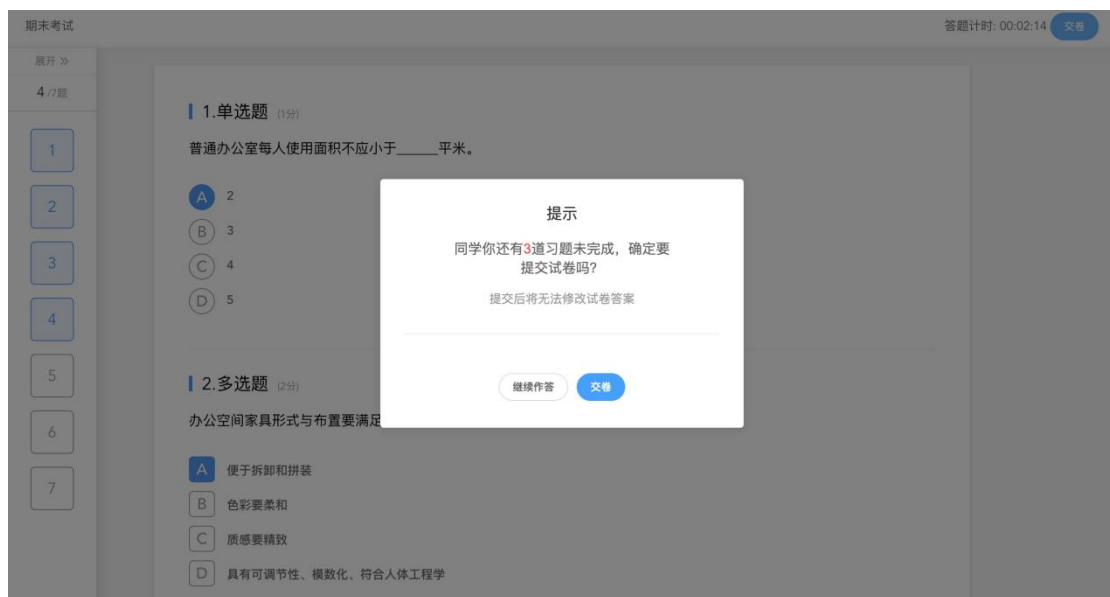 期末考试
答题计时: 00:02:14 交卷
展开 »
4 /7题
1
2
3
4
5
6
7
1.单选题 (1分)
普通办公室每人使用面积不应小于______平米。
A 2
B 3
C 4
D 5
提示
同学你还有3道习题未完成，确定要
提交试卷吗?
提交后将无法修改试卷答案
继续作答 交卷
2.多选题 (2分)
办公空间家具形式与布置要满足
A 便于拆卸和拼装
B 色彩要柔和
C 质感要精致
D 具有可调节性、模数化、符合人体工程学